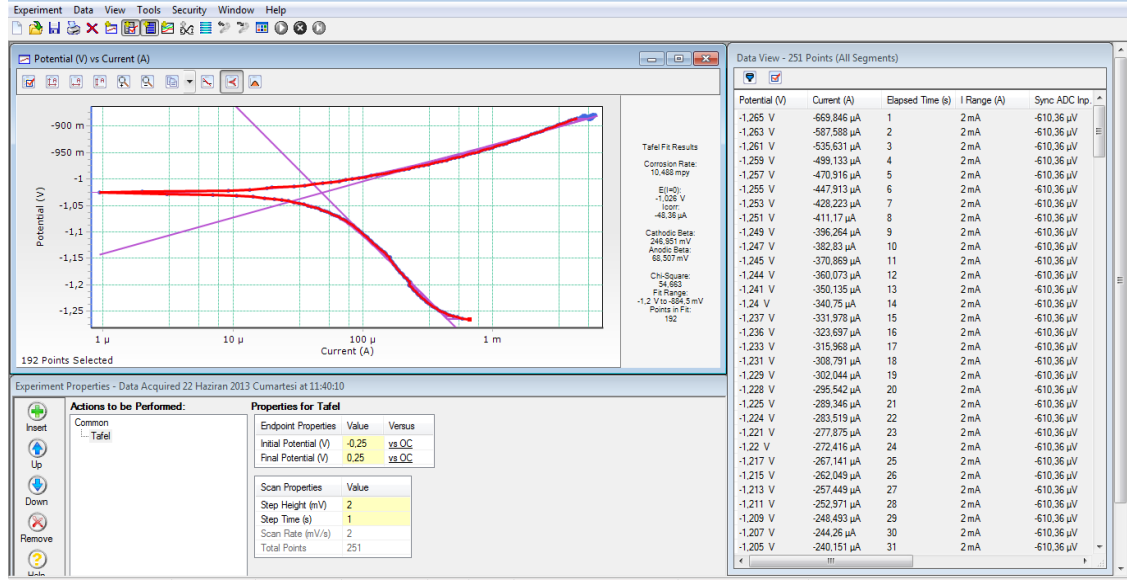 Experiment Data View Tools Security Window Help
Potential (V) vs Current (A)
-900 m
-950 m
-1
-1,05
-1,1
-1,15
-1,2
-1,25
Potential (V)
1 µ 10 µ 100 µ 1 m
Current (A)
192 Points Selected
Tafel Fit Results
Corrosion Rate:
10,488 mpy
E(I=0):
-1,026 V
Icorr:
-48,36 µA
Cathodic Beta:
246,951 mV
Anodic Beta:
68,507 mV
Chi-Square:
54,663
Fit Range:
-1,2 V to -884,5 mV
Points in Fit:
192
Data View - 251 Points (All Segments)
Potential (V) Current (A) Elapsed Time (s) I Range (A) Sync ADC Inp.
-1,265 V -669,846 µA 1 2 mA -610,36 µV
-1,263 V -587,588 µA 2 2 mA -610,36 µV
-1,261 V -535,631 µA 3 2 mA -610,36 µV
-1,259 V -499,133 µA 4 2 mA -610,36 µV
-1,257 V -470,916 µA 5 2 mA -610,36 µV
-1,255 V -447,913 µA 6 2 mA -610,36 µV
-1,253 V -428,223 µA 7 2 mA -610,36 µV
-1,251 V -411,17 µA 8 2 mA -610,36 µV
-1,249 V -396,264 µA 9 2 mA -610,36 µV
-1,247 V -382,83 µA 10 2 mA -610,36 µV
-1,245 V -370,869 µA 11 2 mA -610,36 µV
-1,244 V -360,073 µA 12 2 mA -610,36 µV
-1,241 V -350,135 µA 13 2 mA -610,36 µV
-1,24 V -340,75 µA 14 2 mA -610,36 µV
-1,237 V -331,978 µA 15 2 mA -610,36 µV
-1,236 V -323,697 µA 16 2 mA -610,36 µV
-1,233 V -315,968 µA 17 2 mA -610,36 µV
-1,231 V -308,791 µA 18 2 mA -610,36 µV
-1,229 V -302,044 µA 19 2 mA -610,36 µV
-1,228 V -295,542 µA 20 2 mA -610,36 µV
-1,225 V -289,346 µA 21 2 mA -610,36 µV
-1,224 V -283,519 µA 22 2 mA -610,36 µV
-1,221 V -277,875 µA 23 2 mA -610,36 µV
-1,22 V -272,416 µA 24 2 mA -610,36 µV
-1,217 V -267,141 µA 25 2 mA -610,36 µV
-1,215 V -262,049 µA 26 2 mA -610,36 µV
-1,213 V -257,449 µA 27 2 mA -610,36 µV
-1,211 V -252,971 µA 28 2 mA -610,36 µV
-1,209 V -248,493 µA 29 2 mA -610,36 µV
-1,207 V -244,26 µA 30 2 mA -610,36 µV
-1,205 V -240,151 µA 31 2 mA -610,36 µV
Experiment Properties - Data Acquired 22 Haziran 2013 Cumartesi at 11:40:10
Insert
Up
Down
Remove
Help
Actions to be Performed:
Common
Tafel
Properties for Tafel
Endpoint Properties Value Versus
Initial Potential (V) -0,25 vs OC
Final Potential (V) 0,25 vs OC
Scan Properties Value
Step Height (mV) 2
Step Time (s) 1
Scan Rate (mV/s) 2
Total Points 251